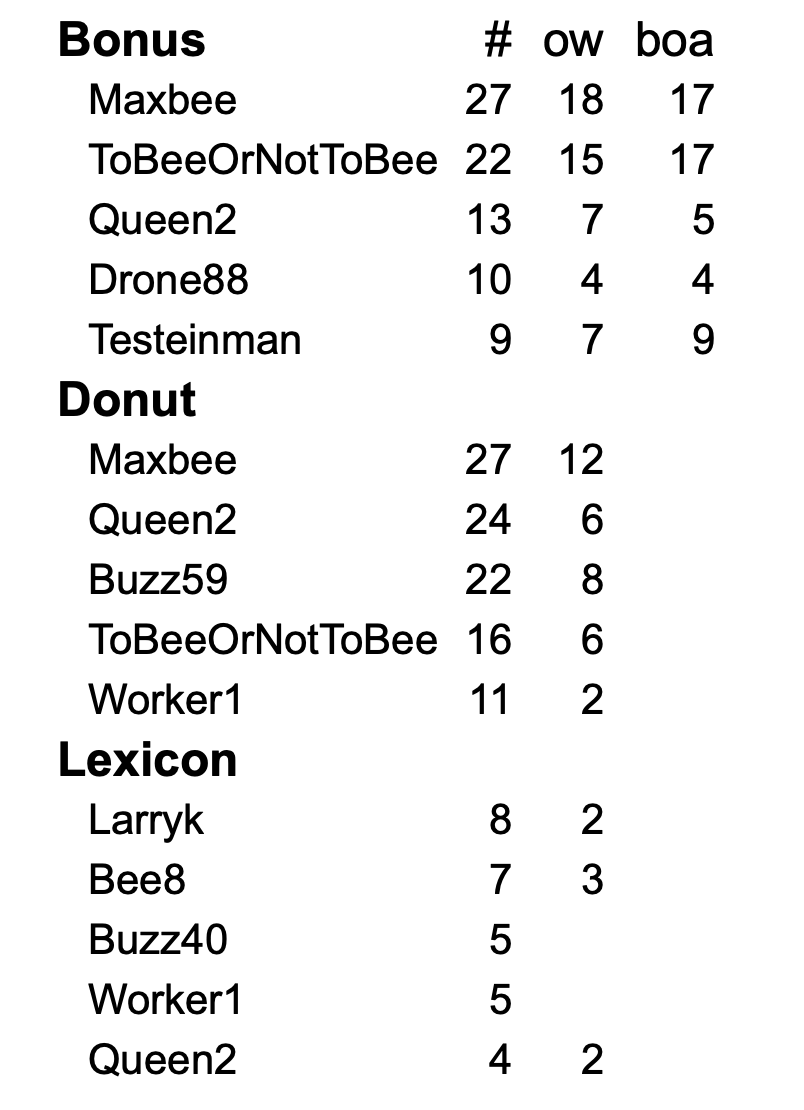 Bonus # ow boa
Maxbee 27 18 17
ToBeeOrNotToBee 22 15 17
Queen2 13 7 5
Drone88 10 4 4
Testeinman 9 7 9
Donut
Maxbee 27 12
Queen2 24 6
Buzz59 22 8
ToBeeOrNotToBee 16 6
Worker1 11 2
Lexicon
Larryk 8 2
Bee8 7 3
Buzz40 5
Worker1 5
Queen2 4 2